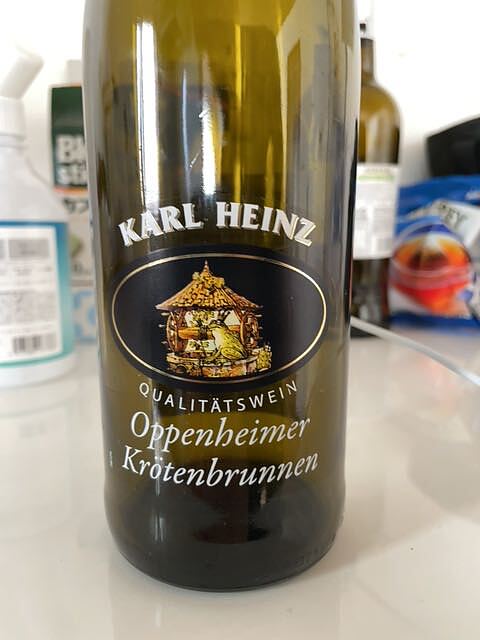 KARL HEINZ
QUALITÄTSWEIN
Oppenheimer
Krötenbrunnen